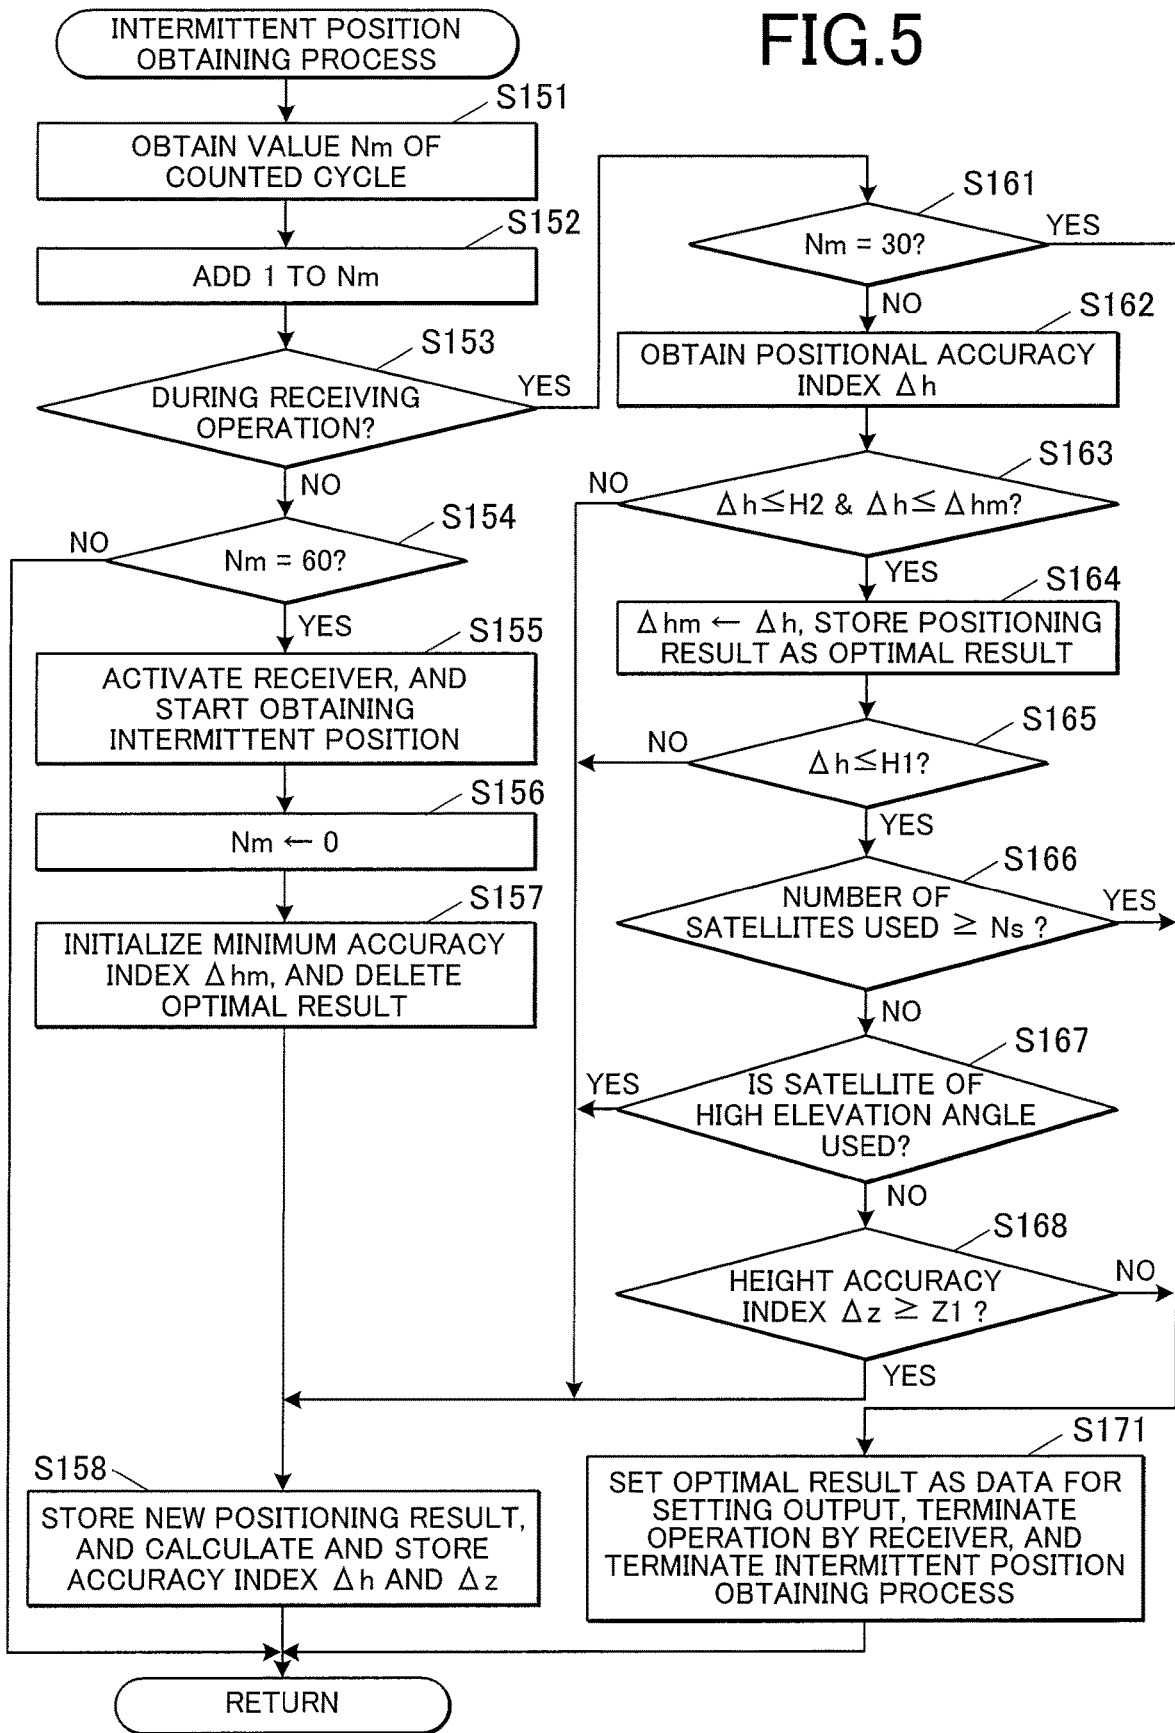 FIG.5
INTERMITTENT POSITION
OBTAINING PROCESS
S151
OBTAIN VALUE Nm OF
COUNTED CYCLE
S152
ADD 1 TO Nm
S153
DURING RECEIVING
OPERATION?
YES
NO
S154
Nm = 60?
NO
YES
S155
ACTIVATE RECEIVER, AND
START OBTAINING
INTERMITTENT POSITION
S156
Nm ← 0
S157
INITIALIZE MINIMUM ACCURACY
INDEX Δhm, AND DELETE
OPTIMAL RESULT
S158
STORE NEW POSITIONING RESULT,
AND CALCULATE AND STORE
ACCURACY INDEX Δh AND Δz
RETURN
S161
Nm = 30?
YES
NO
S162
OBTAIN POSITIONAL ACCURACY
INDEX Δh
S163
Δh≦H2 & Δh≦Δhm?
NO
YES
S164
Δhm ← Δh, STORE POSITIONING
RESULT AS OPTIMAL RESULT
S165
Δh≦H1?
NO
YES
S166
NUMBER OF
SATELLITES USED ≥ Ns ?
YES
NO
S167
IS SATELLITE OF
HIGH ELEVATION ANGLE
USED?
YES
NO
S168
HEIGHT ACCURACY
INDEX Δz ≥ Z1 ?
NO
YES
S171
SET OPTIMAL RESULT AS DATA FOR
SETTING OUTPUT, TERMINATE
OPERATION BY RECEIVER, AND
TERMINATE INTERMITTENT POSITION
OBTAINING PROCESS